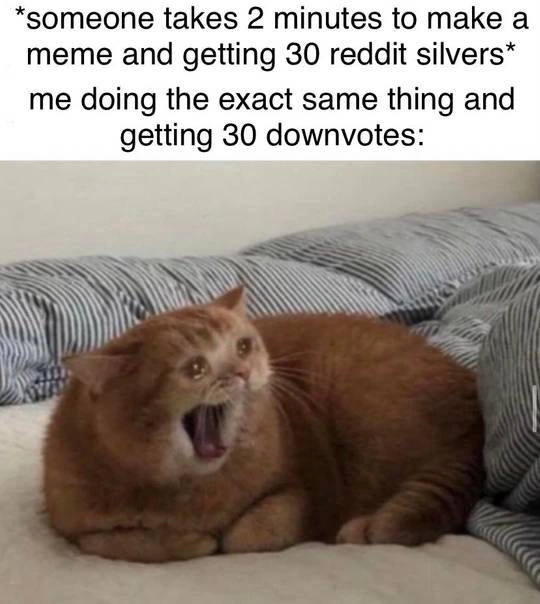 *someone takes 2 minutes to make a
meme and getting 30 reddit silvers*
me doing the exact same thing and
getting 30 downvotes: